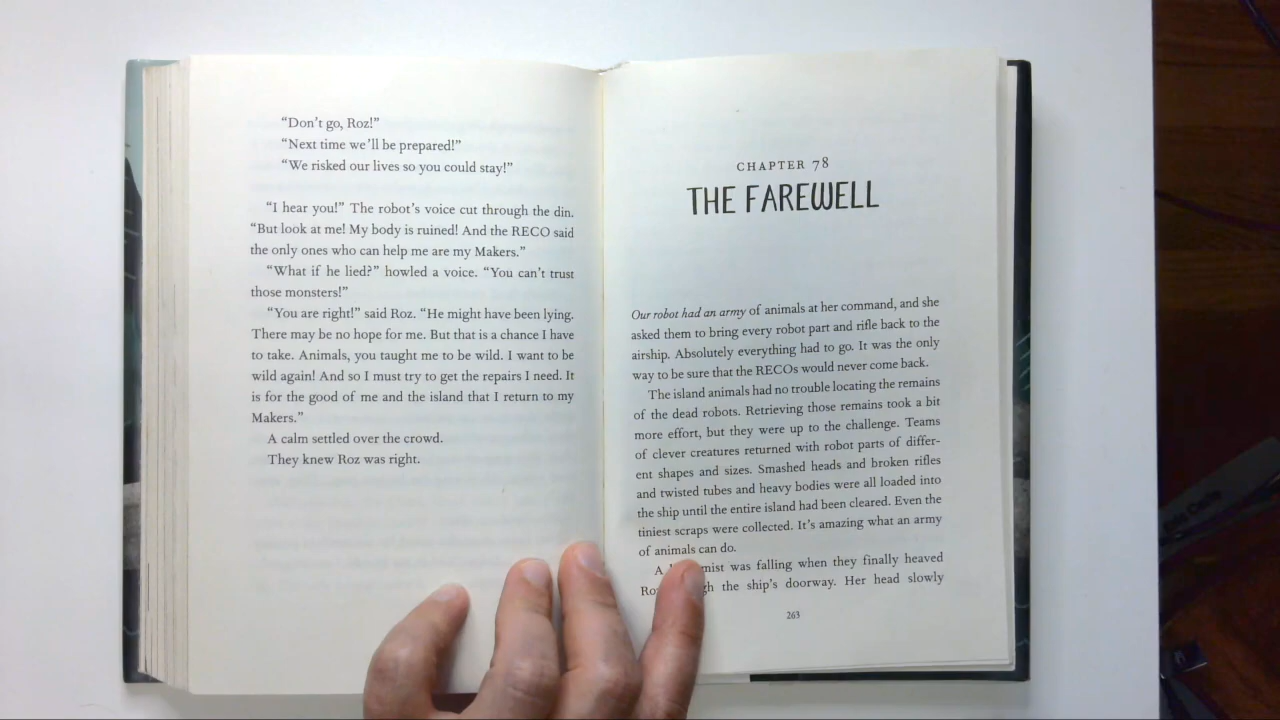 “Don’t go, Roz!”
“Next time we’ll be prepared!”
“We risked our lives so you could stay!”
“I hear you!” The robot’s voice cut through the din.
“But look at me! My body is ruined! And the RECO said
the only ones who can help me are my Makers.”
“What if he lied?” howled a voice. “You can’t trust
those monsters!”
“You are right!” said Roz. “He might have been lying.
There may be no hope for me. But that is a chance I have
to take. Animals, you taught me to be wild. I want to be
wild again! And so I must try to get the repairs I need. It
is for the good of me and the island that I return to my
Makers.”
A calm settled over the crowd.
They knew Roz was right.
CHAPTER 78
THE FAREWELL
Our robot had an army of animals at her command, and she
asked them to bring every robot part and rifle back to the
airship. Absolutely everything had to go. It was the only
way to be sure that the RECOs would never come back.
The island animals had no trouble locating the remains
of the dead robots. Retrieving those remains took a bit
more effort, but they were up to the challenge. Teams
of clever creatures returned with robot parts of differ-
ent shapes and sizes. Smashed heads and broken rifles
and twisted tubes and heavy bodies were all loaded into
the ship until the entire island had been cleared. Even the
tiniest scraps were collected. It’s amazing what an army
of animals can do.
A mist was falling when they finally heaved
the ship’s doorway. Her head slowly
263